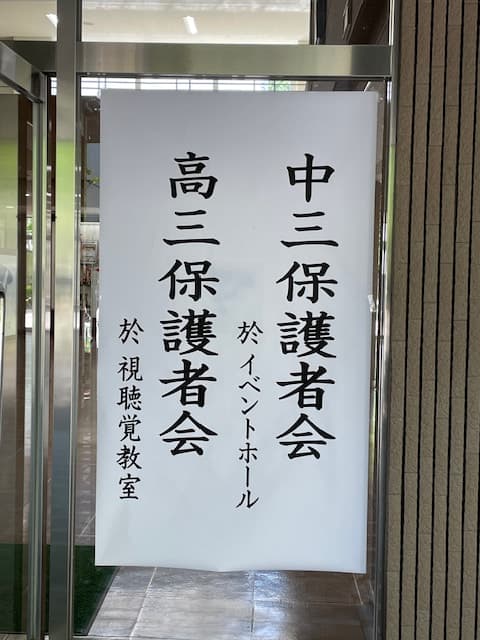 中三保護者会
於 イベントホール
高三保護者会
於 視聴覚教室